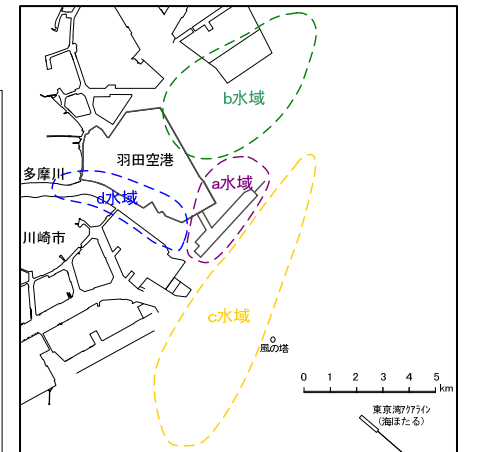 b水域
羽田空港
多摩川
a水域
d水域
川崎市
c水域
風の塔
0 1 2 3 4 5
km
東京湾アクアライン
(海ほたる)